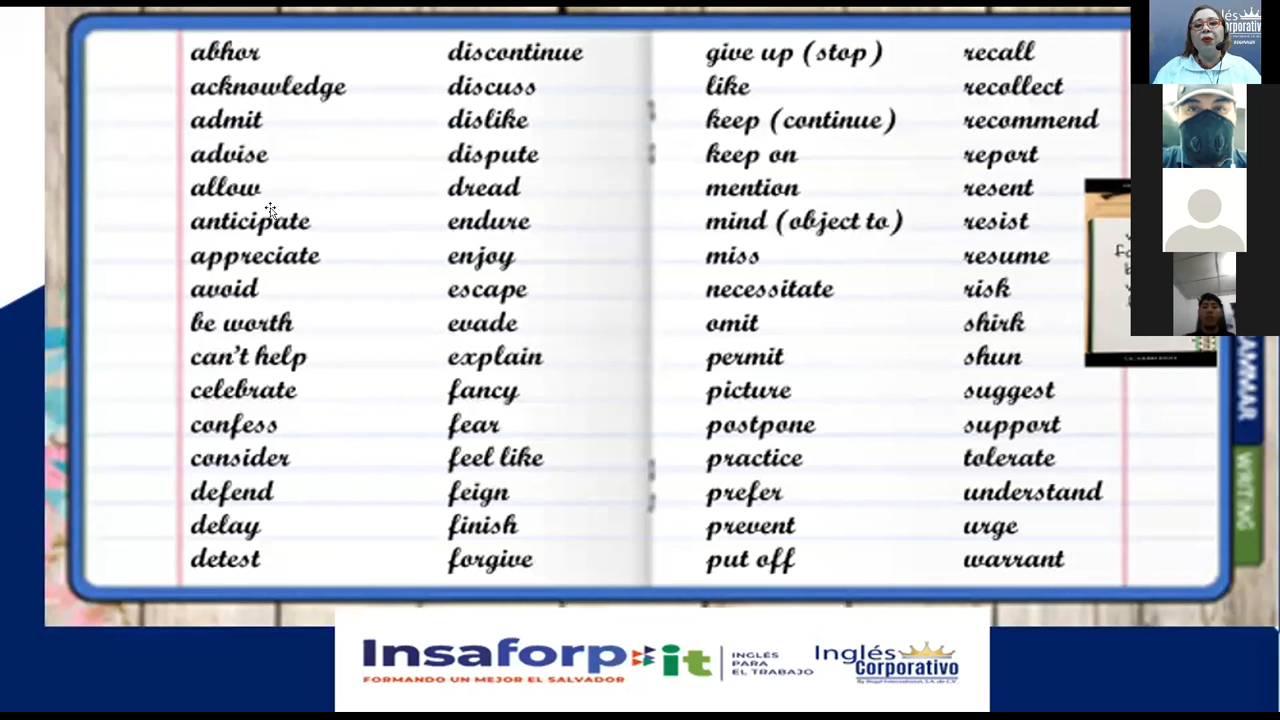 abhor
acknowledge
admit
advise
allow
anticipate
appreciate
avoid
be worth
can't help
celebrate
confess
consider
defend
delay
detest
discontinue
discuss
dislike
dispute
dread
endure
enjoy
escape
evade
explain
fancy
fear
feel like
feign
finish
forgive
give up (stop)
like
keep (continue)
keep on
mention
mind (object to)
miss
necessitate
omit
permit
picture
postpone
practice
prefer
prevent
put off
recall
recollect
recommend
report
resent
resist
resume
risk
shirk
shun
suggest
support
tolerate
understand
urge
warrant
WRITING
Insaforp it
FORMANDO UN MEJOR EL SALVADOR
INGLÉS
PARA
EL TRABAJO
Inglés
Corporativo